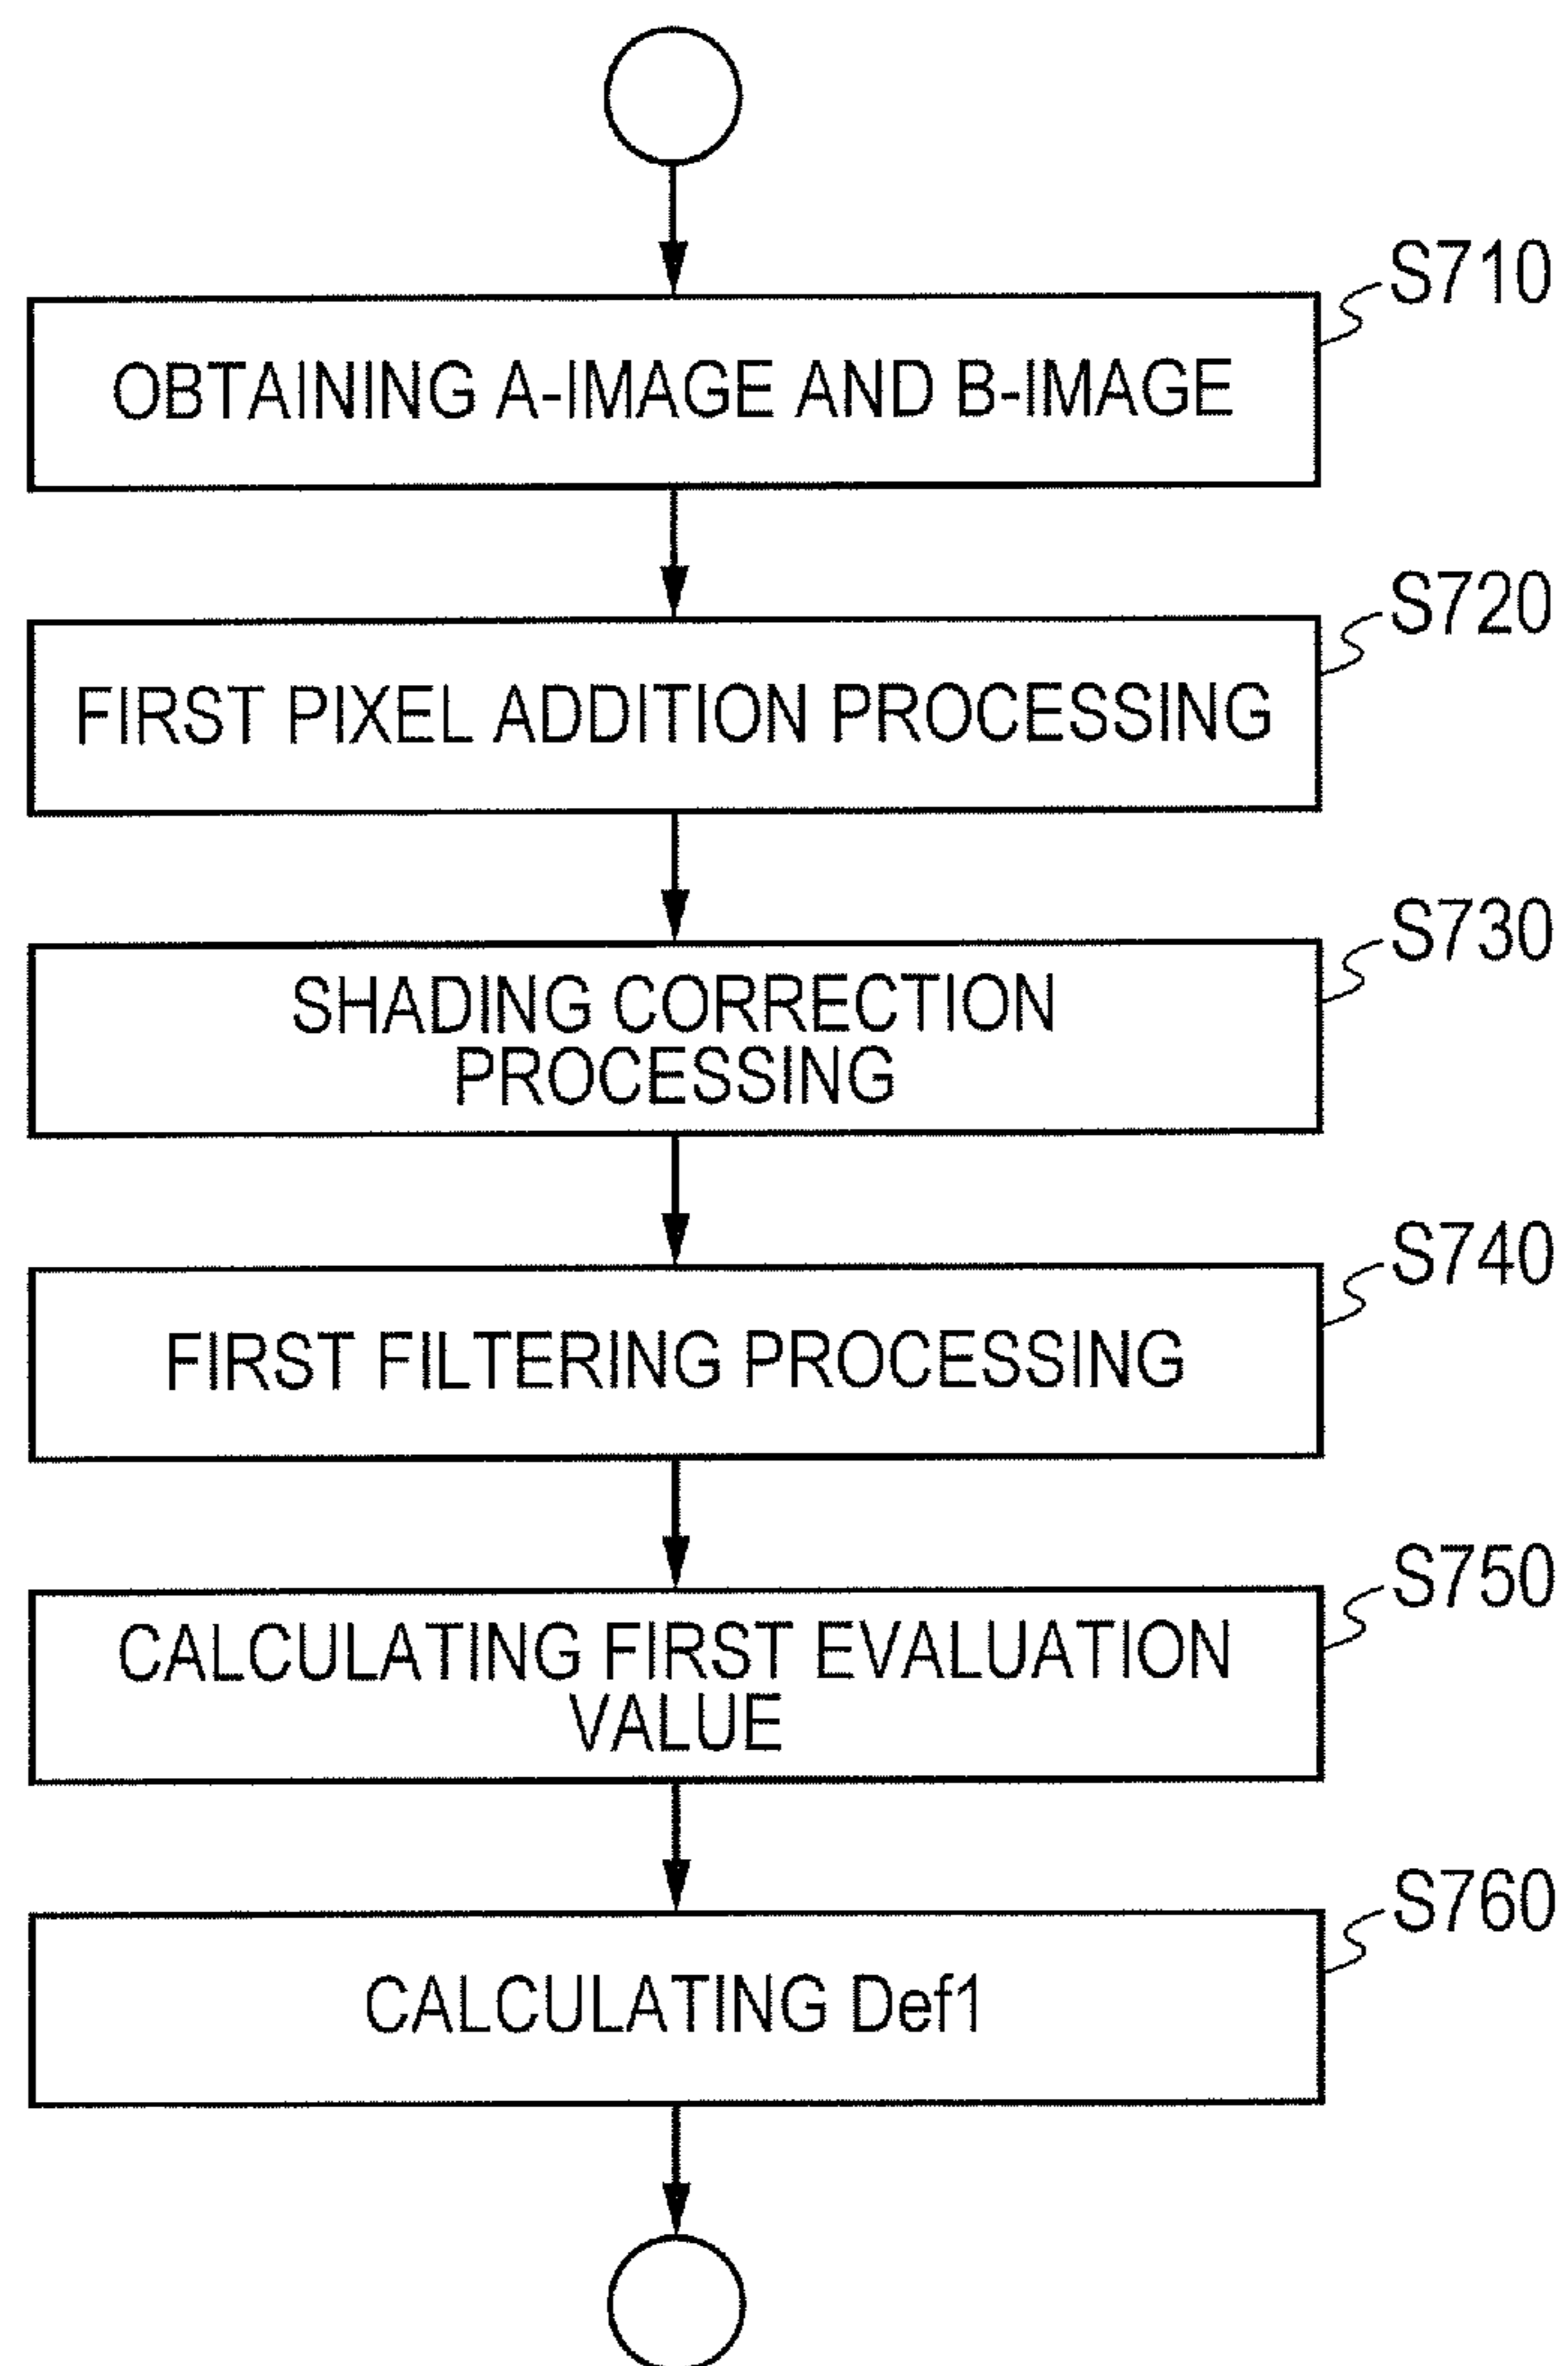 S710
OBTAINING A-IMAGE AND B-IMAGE
S720
FIRST PIXEL ADDITION PROCESSING
S730
SHADING CORRECTION
PROCESSING
S740
FIRST FILTERING PROCESSING
S750
CALCULATING FIRST EVALUATION
VALUE
S760
CALCULATING Def1